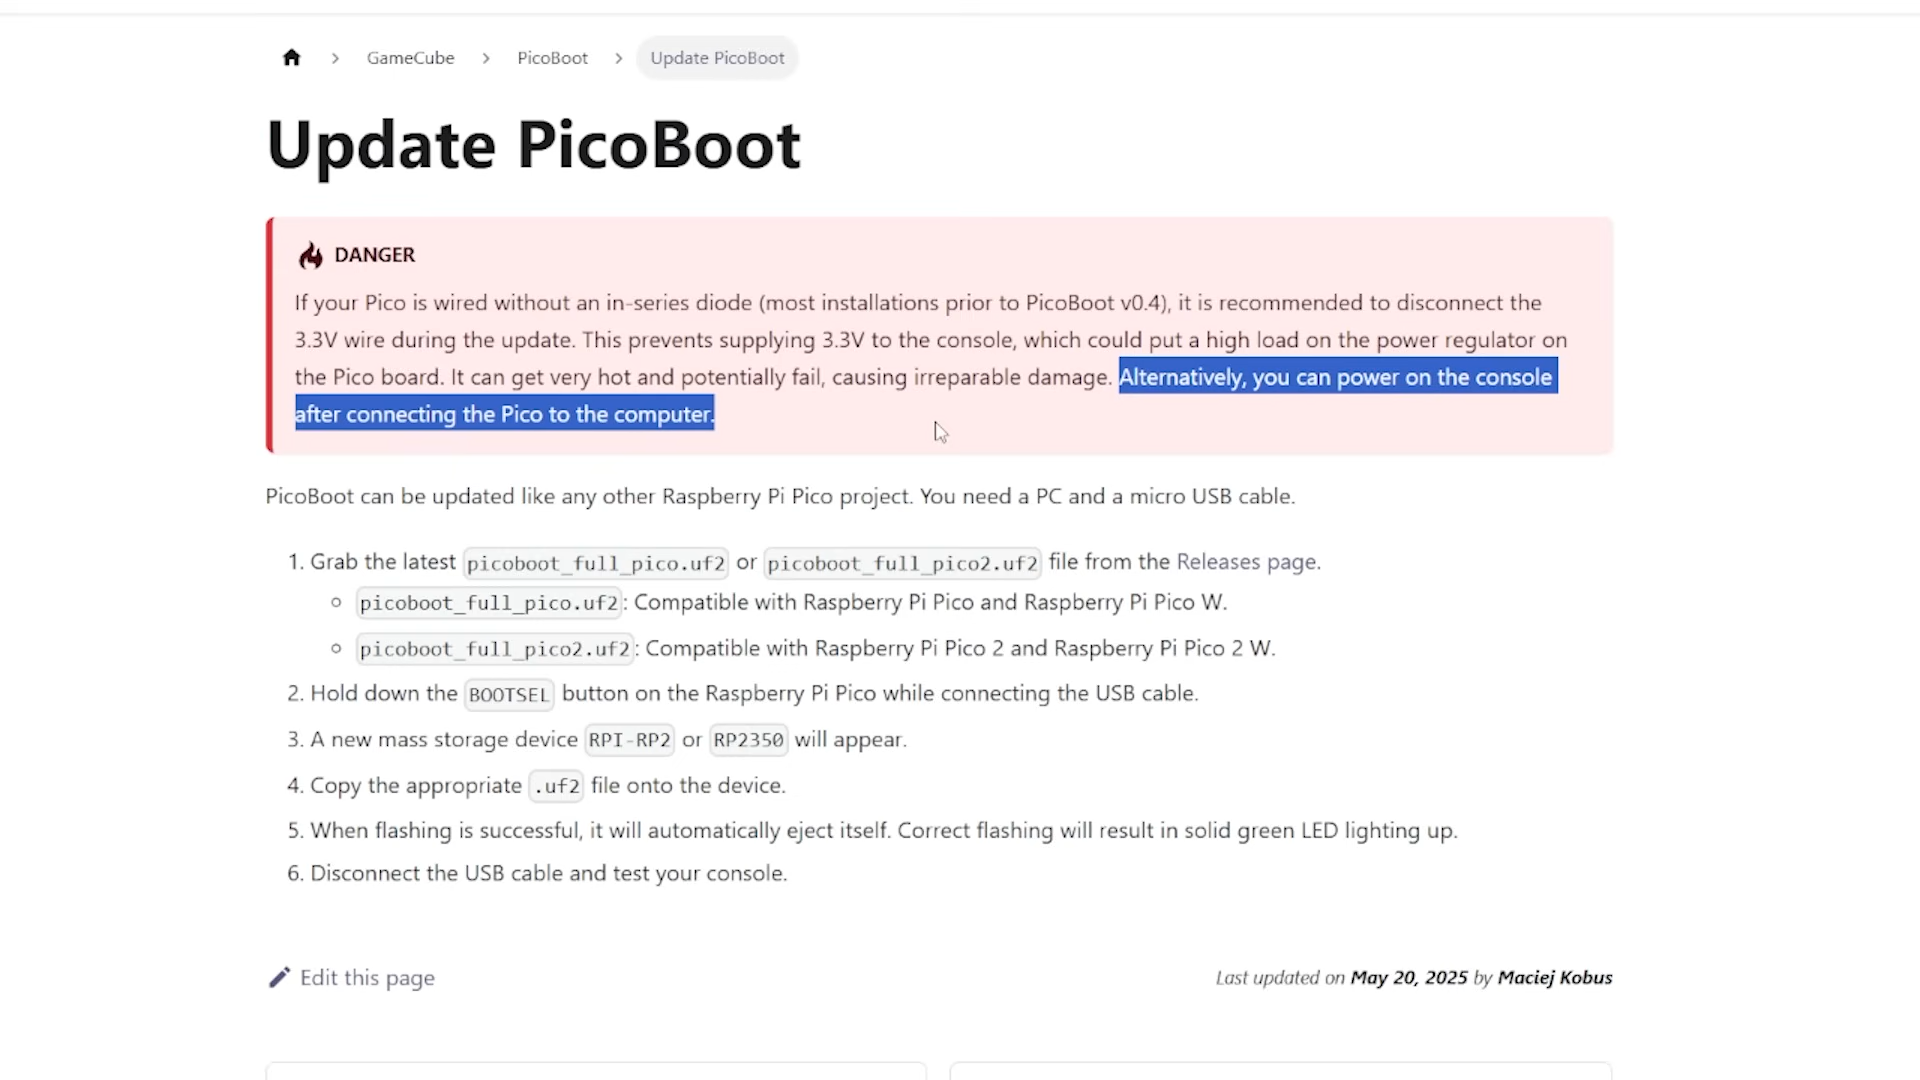 GameCube > PicoBoot > Update PicoBoot
Update PicoBoot
DANGER
If your Pico is wired without an in-series diode (most installations prior to PicoBoot v0.4), it is recommended to disconnect the
3.3V wire during the update. This prevents supplying 3.3V to the console, which could put a high load on the power regulator on
the Pico board. It can get very hot and potentially fail, causing irreparable damage. Alternatively, you can power on the console
after connecting the Pico to the computer.
PicoBoot can be updated like any other Raspberry Pi Pico project. You need a PC and a micro USB cable.
1. Grab the latest picoboot_full_pico.uf2 or picoboot_full_pico2.uf2 file from the Releases page.
picoboot_full_pico.uf2: Compatible with Raspberry Pi Pico and Raspberry Pi Pico W.
picoboot_full_pico2.uf2: Compatible with Raspberry Pi Pico 2 and Raspberry Pi Pico 2 W.
2. Hold down the BOOTSEL button on the Raspberry Pi Pico while connecting the USB cable.
3. A new mass storage device RPI-RP2 or RP2350 will appear.
4. Copy the appropriate .uf2 file onto the device.
5. When flashing is successful, it will automatically eject itself. Correct flashing will result in solid green LED lighting up.
6. Disconnect the USB cable and test your console.
Edit this page
Last updated on May 20, 2025 by Maciej Kobus